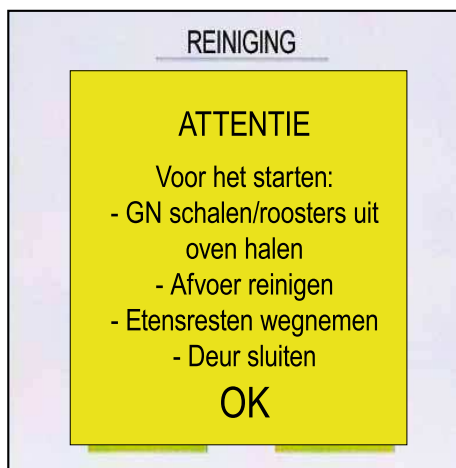 REINIGING
ATTENTIE
Voor het starten:
- GN schalen/roosters uit
oven halen
- Afvoer reinigen
- Etensresten wegnemen
- Deur sluiten
OK